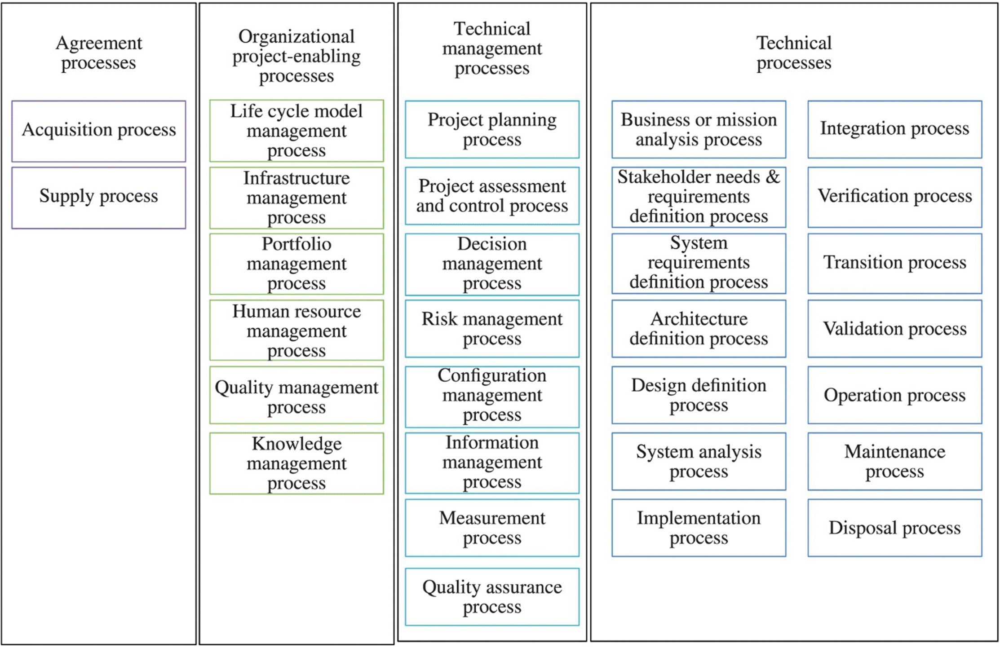 Agreement
processes
Acquisition process
Supply process
Organizational
project-enabling
processes
Life cycle model
management
process
Infrastructure
management
process
Portfolio
management
process
Human resource
management
process
Quality management
process
Knowledge
management
process
Technical
management
processes
Project planning
process
Project assessment
and control process
Decision
management
process
Risk management
process
Configuration
management
process
Information
management
process
Measurement
process
Quality assurance
process
Technical
processes
Business or mission
analysis process
Stakeholder needs &
requirements
definition process
System
requirements
definition process
Architecture
definition process
Design definition
process
System analysis
process
Implementation
process
Integration process
Verification process
Transition process
Validation process
Operation process
Maintenance
process
Disposal process